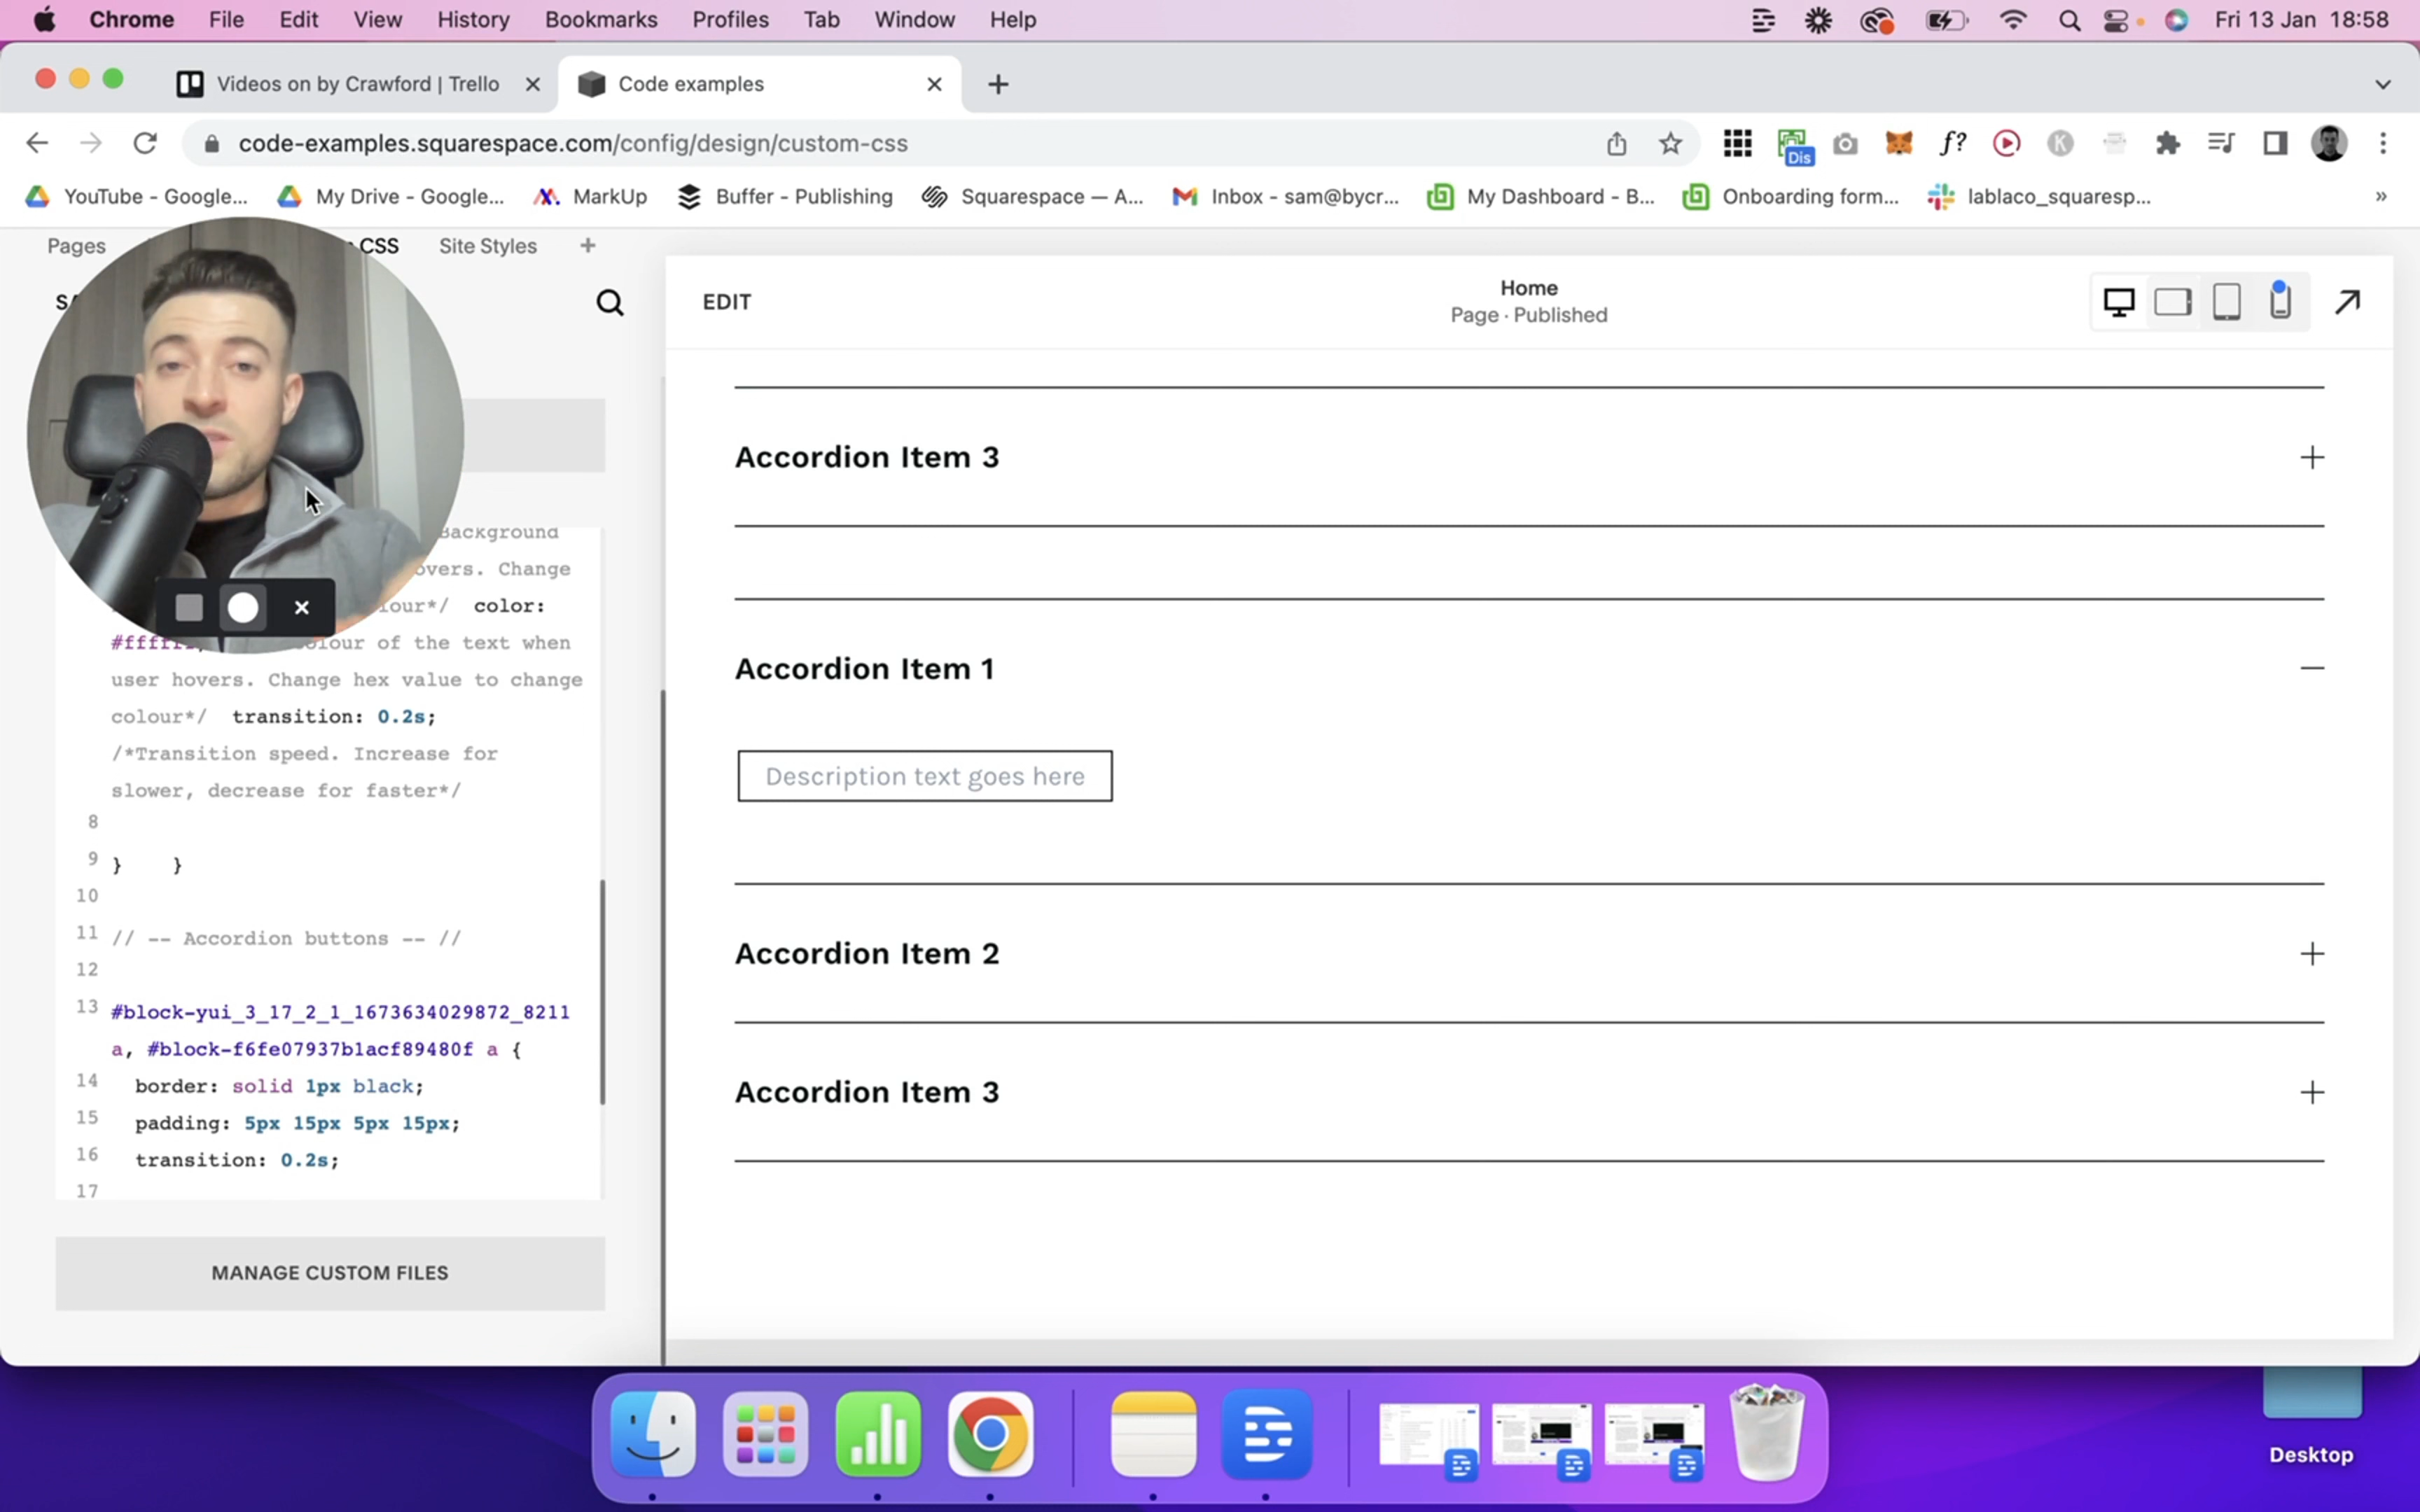 Chrome File Edit View History Bookmarks Profiles Tab Window Help Fri 13 Jan 18:58
Videos on by Crawford | Trello Code examples
code-examples.squarespace.com/config/design/custom-css Dis f? K
YouTube - Google... My Drive - Google... MarkUp Buffer - Publishing Squarespace — A... Inbox - sam@bycr... My Dashboard - B... Onboarding form... lablaco_squaresp... »
Pages CSS Site Styles +
EDIT
Home
Page · Published
Background
overs. Change
lour*/ color:
olour of the text when
user hovers. Change hex value to change
colour*/ transition: 0.2s;
/*Transition speed. Increase for
slower, decrease for faster*/
8
9 } }
10
11 // -- Accordion buttons -- //
12
13 #block-yui_3_17_2_1_1673634029872_8211
a, #block-f6fe07937b1acf89480f a {
14 border: solid 1px black;
15 padding: 5px 15px 5px 15px;
16 transition: 0.2s;
17
MANAGE CUSTOM FILES
Accordion Item 3
Accordion Item 1
Description text goes here
Accordion Item 2
Accordion Item 3
Desktop